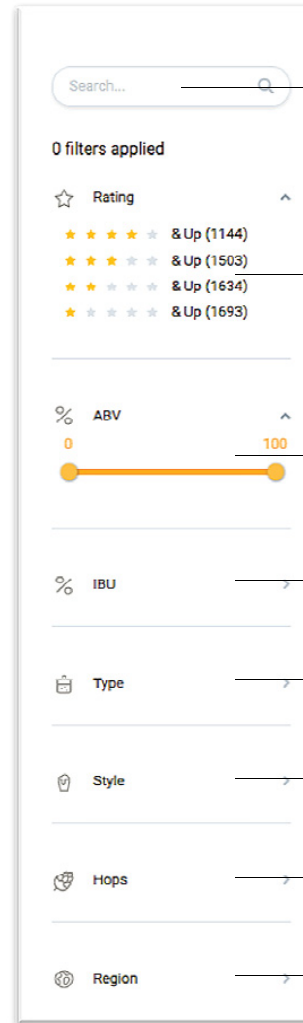 Search...
0 filters applied
Rating
& Up (1144)
& Up (1503)
& Up (1634)
& Up (1693)
% ABV
0 100
% IBU
Type
Style
Hops
Region